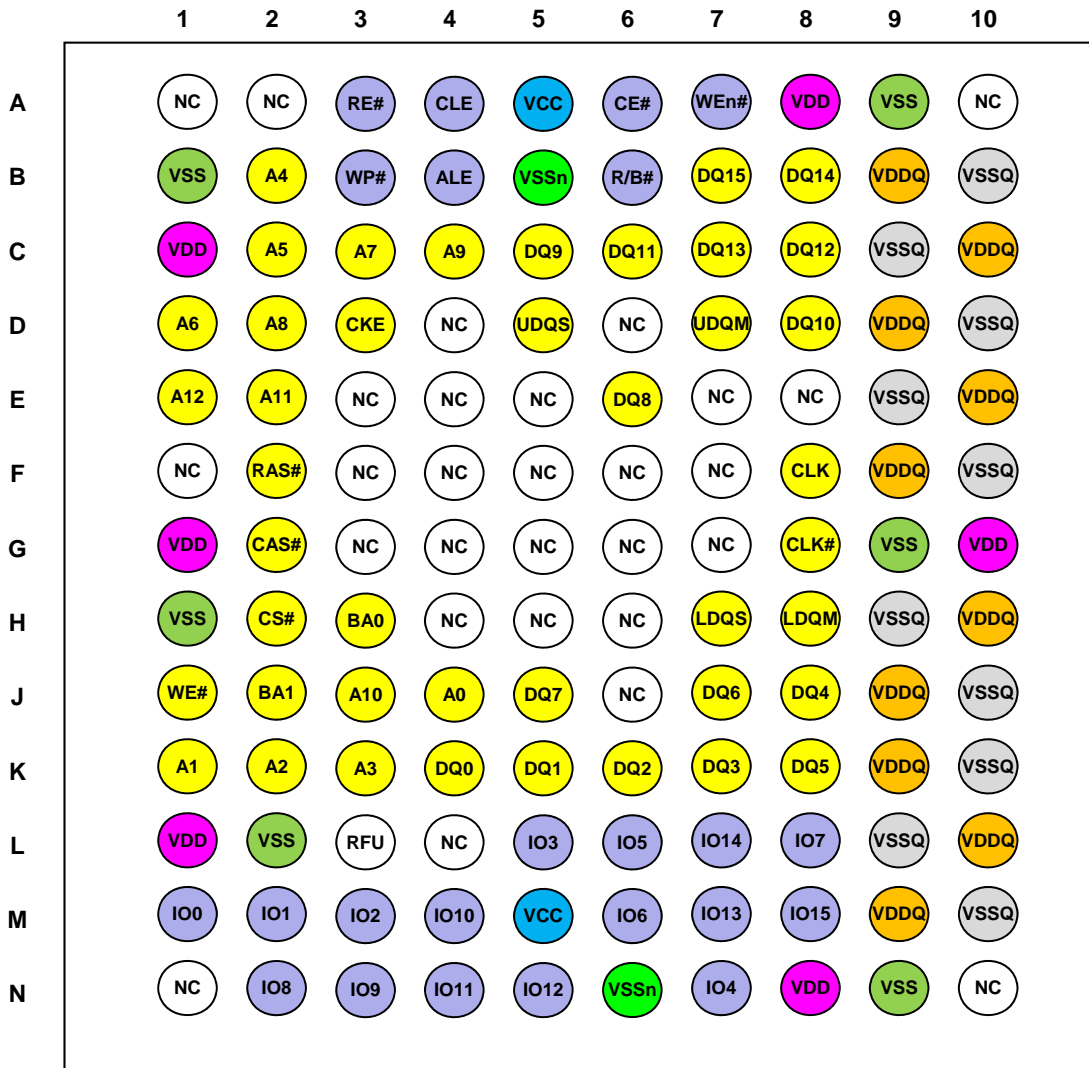 1 2 3 4 5 6 7 8 9 10
A NC NC RE# CLE VCC CE# WEn# VDD VSS NC
B VSS A4 WP# ALE VSSn R/B# DQ15 DQ14 VDDQ VSSQ
C VDD A5 A7 A9 DQ9 DQ11 DQ13 DQ12 VSSQ VDDQ
D A6 A8 CKE NC UDQS NC UDQM DQ10 VDDQ VSSQ
E A12 A11 NC NC NC DQ8 NC NC VSSQ VDDQ
F NC RAS# NC NC NC NC NC CLK VDDQ VSSQ
G VDD CAS# NC NC NC NC NC CLK# VSS VDD
H VSS CS# BA0 NC NC NC LDQS LDQM VSSQ VDDQ
J WE# BA1 A10 A0 DQ7 NC DQ6 DQ4 VDDQ VSSQ
K A1 A2 A3 DQ0 DQ1 DQ2 DQ3 DQ5 VDDQ VSSQ
L VDD VSS RFU NC IO3 IO5 IO14 IO7 VSSQ VDDQ
M IO0 IO1 IO2 IO10 VCC IO6 IO13 IO15 VDDQ VSSQ
N NC IO8 IO9 IO11 IO12 VSSn IO4 VDD VSS NC